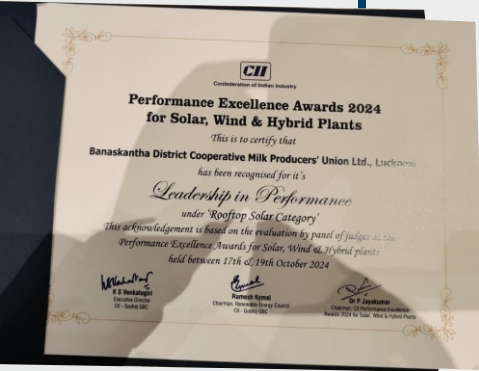 CII
Confederation of Indian Industry
Performance Excellence Awards 2024
for Solar, Wind & Hybrid Plants
This is to certify that
Banaskantha District Cooperative Milk Producers' Union Ltd.,
has been recognised for it's
Leadership in Performance
under 'Rooftop Solar Category'
This acknowledgement is based on the evaluation by panel of judges
Performance Excellence Awards for Solar, Wind & Hybrid plants
held between 17th & 19th October 2024
K S Venkatagiri
Executive Director
CII - Godrej GBC
Ramesh Kymal
Chairman, Renewable Energy Council
CII - Godrej GBC
Dr P Jayakumar
Chairman, CII Performance Excellence
Awards 2024 for Solar, Wind & Hybrid Plants